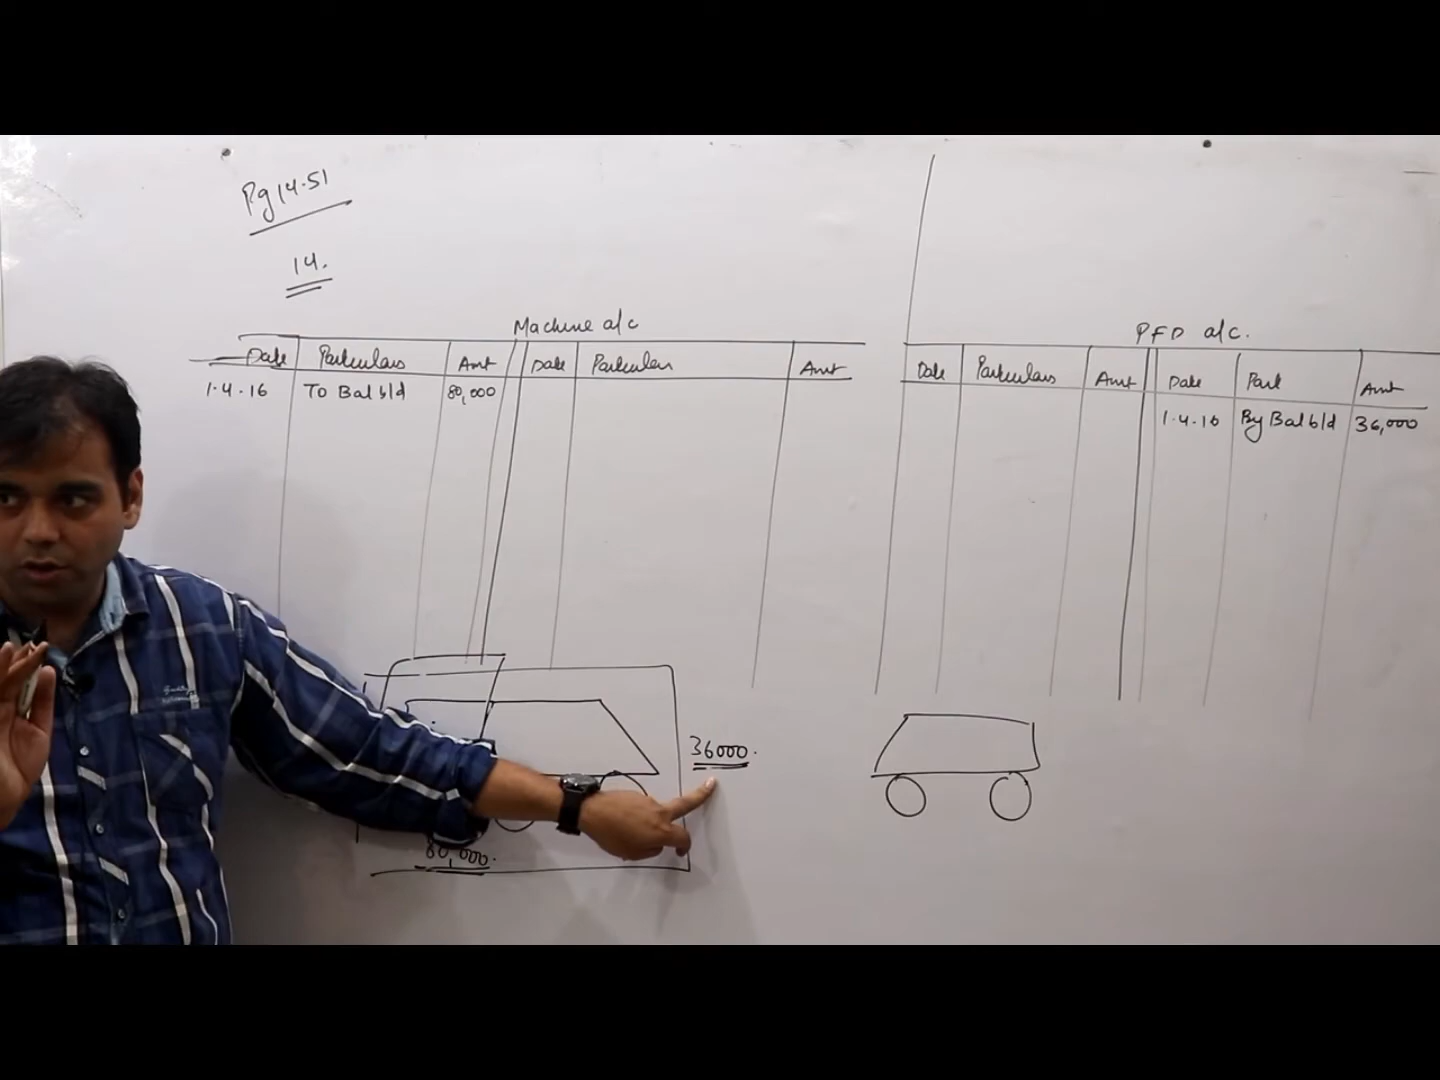 Pg 14.51
14.
Machine a/c
Date Particulars Amt Date Particulars Amt
1.4.16 To Bal b/d 80,000
PFD a/c.
Date Particulars Amt Date Part Amt
1.4.16 By Bal b/d 36,000
36000.
80,000.